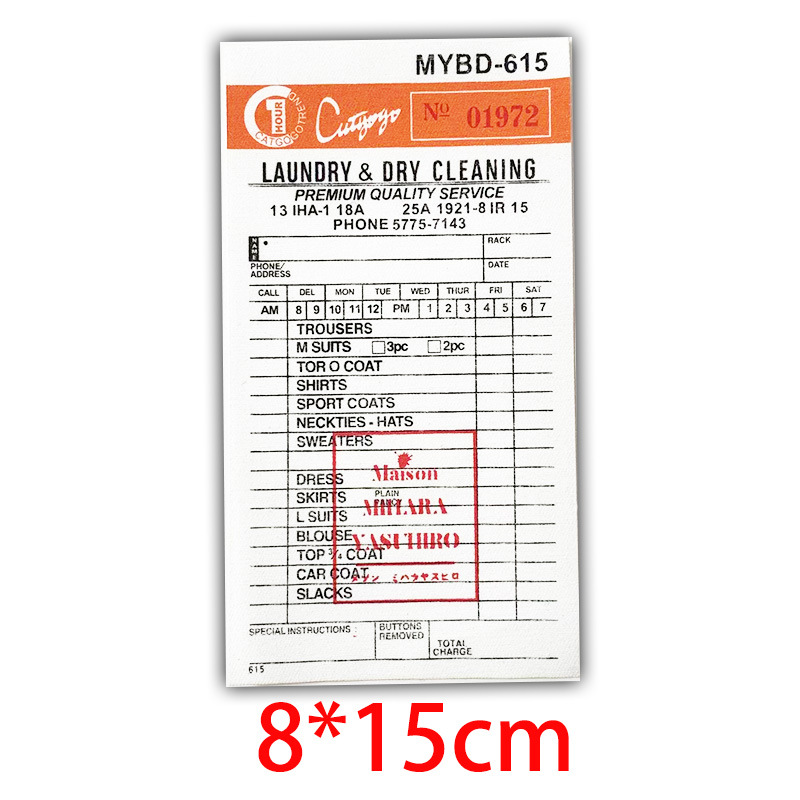 MYBD-615
1 HOUR
CATGOGOTREND
Cutgogo
Nº 01972
LAUNDRY & DRY CLEANING
PREMIUM QUALITY SERVICE
13 IHA-1 18A 25A 1921-8 IR 15
PHONE 5775-7143
NAME
RACK
PHONE/
ADDRESS
DATE
CALL DEL MON TUE WED THUR FRI SAT
AM 8 9 10 11 12 PM 1 2 3 4 5 6 7
TROUSERS
M SUITS 3pc 2pc
TOR O COAT
SHIRTS
SPORT COATS
NECKTIES - HATS
SWEATERS
Maison
DRESS
SKIRTS PLAIN
FANCY
MIHARA
L SUITS
BLOUSE
YASUHIRO
TOP ¾ COAT
CAR COAT
メゾン ミハラヤスヒロ
SLACKS
SPECIAL INSTRUCTIONS :
BUTTONS
REMOVED
TOTAL
CHARGE
615
8*15cm